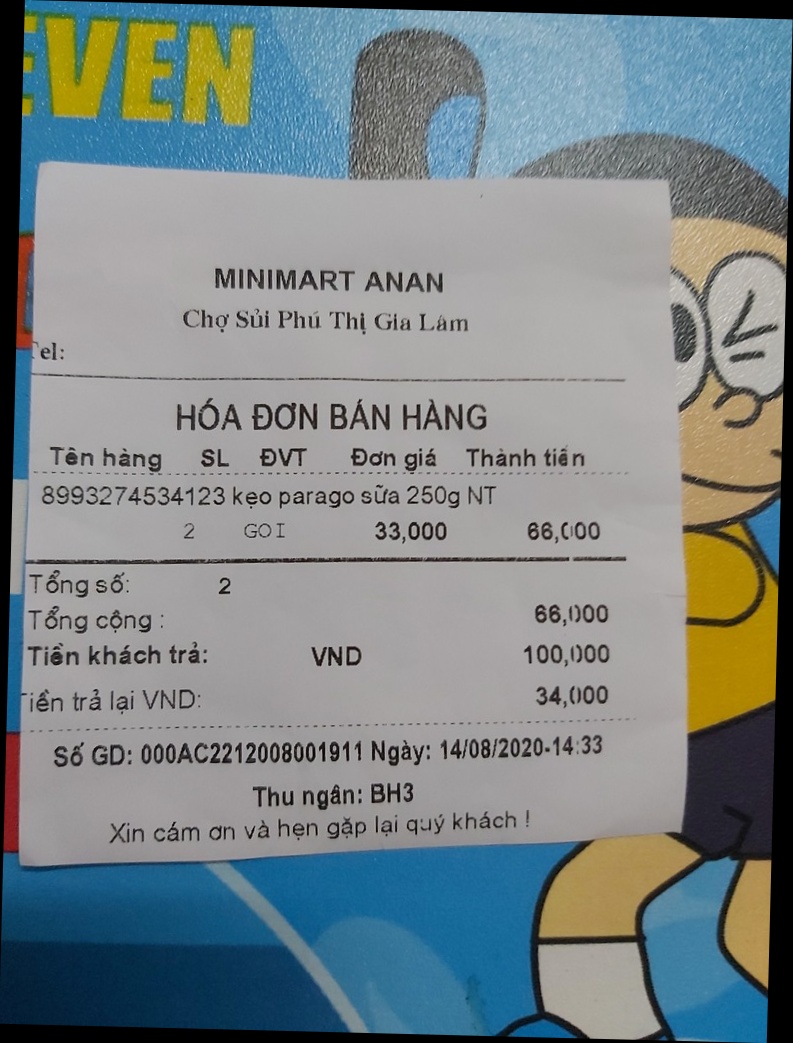 EVEN
MINIMART ANAN
Chợ Sủi Phú Thị Gia Lâm
Tel:
HÓA ĐƠN BÁN HÀNG
Tên hàng SL ĐVT Đơn giá Thành tiền
8993274534123 kẹo parago sữa 250g NT
2 GOI 33,000 66,000
Tổng số: 2
Tổng cộng : 66,000
Tiền khách trả: VND 100,000
Tiền trả lại VND: 34,000
Số GD: 000AC2212008001911 Ngày: 14/08/2020-14:33
Thu ngân: BH3
Xin cám ơn và hẹn gặp lại quý khách !